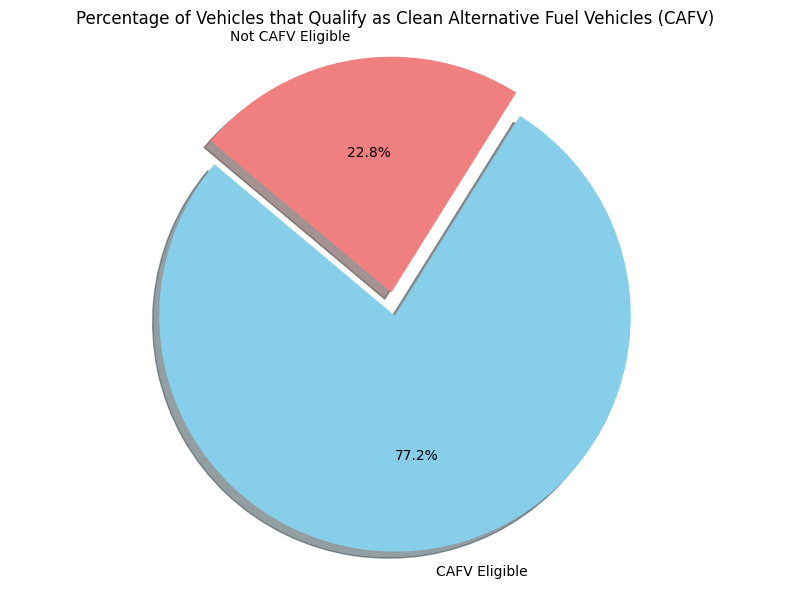 Percentage of Vehicles that Qualify as Clean Alternative Fuel Vehicles (CAFV)
Not CAFV Eligible
22.8%
77.2%
CAFV Eligible